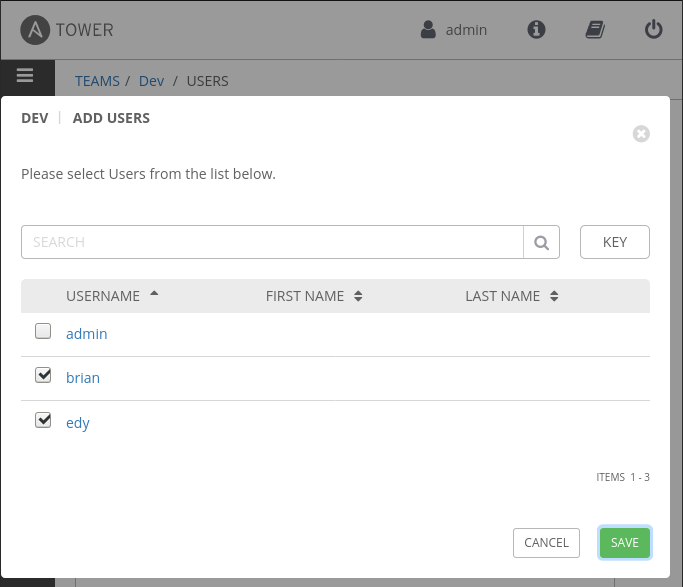 TOWER admin
TEAMS / Dev / USERS
DEV | ADD USERS
Please select Users from the list below.
SEARCH KEY
USERNAME FIRST NAME LAST NAME
admin
brian
edy
ITEMS 1 - 3
CANCEL SAVE